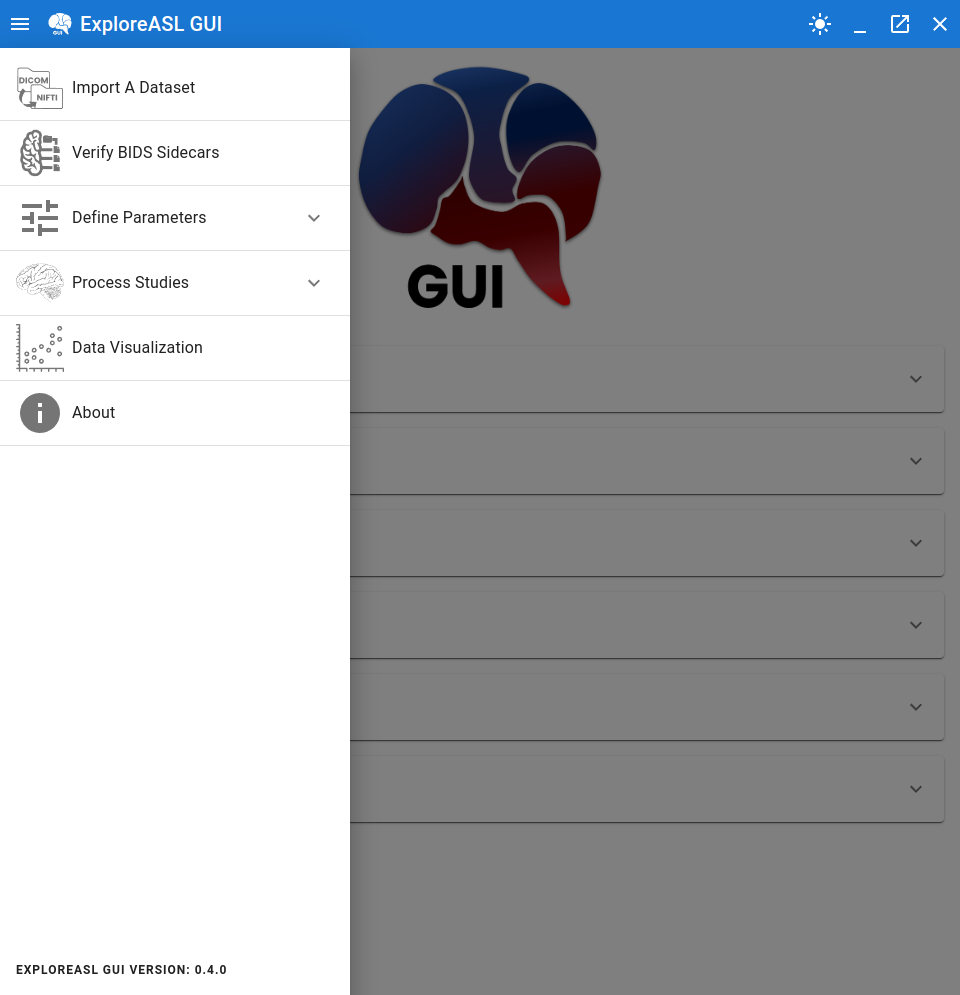 ExploreASL GUI
GUI
DICOM
NIFTI
Import A Dataset
Verify BIDS Sidecars
Define Parameters
Process Studies
Data Visualization
About
GUI
EXPLOREASL GUI VERSION: 0.4.0